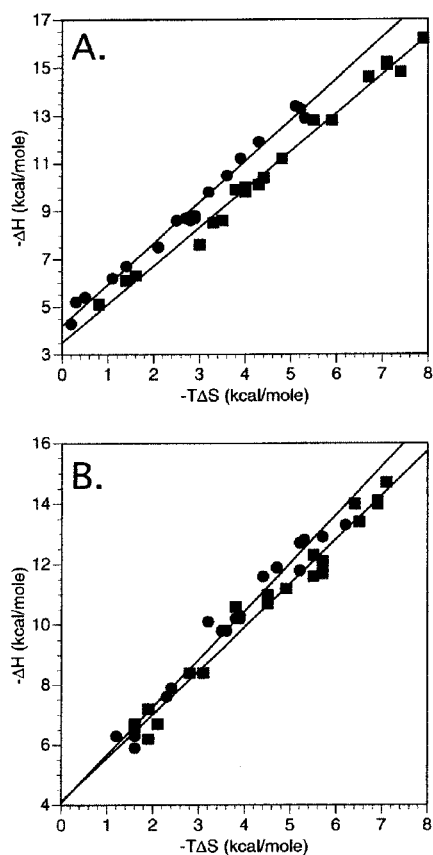 A.
17
15
13
11
9
7
5
3
-ΔH (kcal/mole)
0 1 2 3 4 5 6 7 8
-TΔS (kcal/mole)
B.
16
14
12
10
8
6
4
-ΔH (kcal/mole)
0 1 2 3 4 5 6 7 8
-TΔS (kcal/mole)